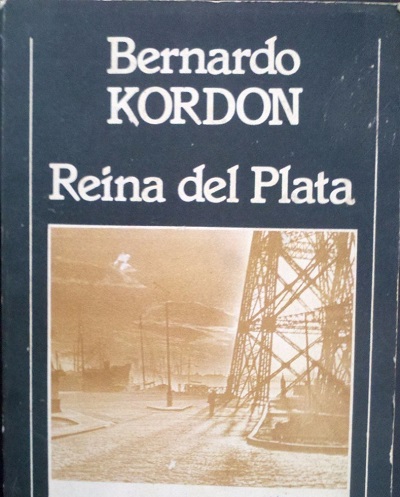 Bernardo
KORDON
Reina del Plata